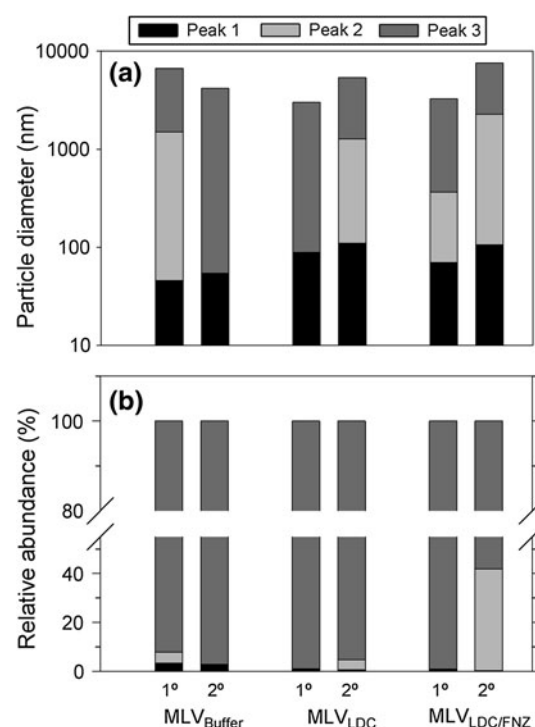 Peak 1 Peak 2 Peak 3
(a)
Particle diameter (nm)
10000
1000
100
10
(b)
Relative abundance (%)
100
80
40
20
0
1º 2º 1º 2º 1º 2º
MLVBuffer MLVLDC MLVLDC/FNZ